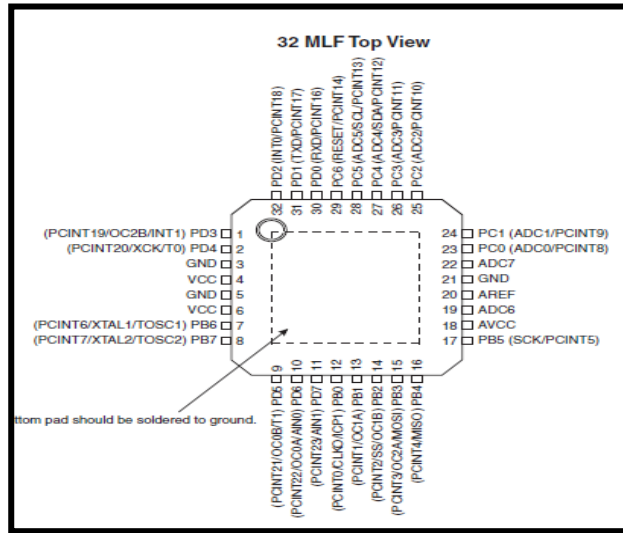 32 MLF Top View
PD2 (INT0/PCINT18)
PD1 (TXD/PCINT17)
PD0 (RXD/PCINT16)
PC6 (RESET/PCINT14)
PC5 (ADC5/SCL/PCINT13)
PC4 (ADC4/SDA/PCINT12)
PC3 (ADC3/PCINT11)
PC2 (ADC2/PCINT10)
32 31 30 29 28 27 26 25
(PCINT19/OC2B/INT1) PD3 1
(PCINT20/XCK/T0) PD4 2
GND 3
VCC 4
GND 5
VCC 6
(PCINT6/XTAL1/TOSC1) PB6 7
(PCINT7/XTAL2/TOSC2) PB7 8
24 PC1 (ADC1/PCINT9)
23 PC0 (ADC0/PCINT8)
22 ADC7
21 GND
20 AREF
19 ADC6
18 AVCC
17 PB5 (SCK/PCINT5)
9 10 11 12 13 14 15 16
(PCINT21/OC0B/T1) PD5
(PCINT22/OC0A/AIN0) PD6
(PCINT23/AIN1) PD7
(PCINT0/CLKO/ICP1) PB0
(PCINT1/OC1A) PB1
(PCINT2/SS/OC1B) PB2
(PCINT3/OC2A/MOSI) PB3
(PCINT4/MISO) PB4
ttom pad should be soldered to ground.